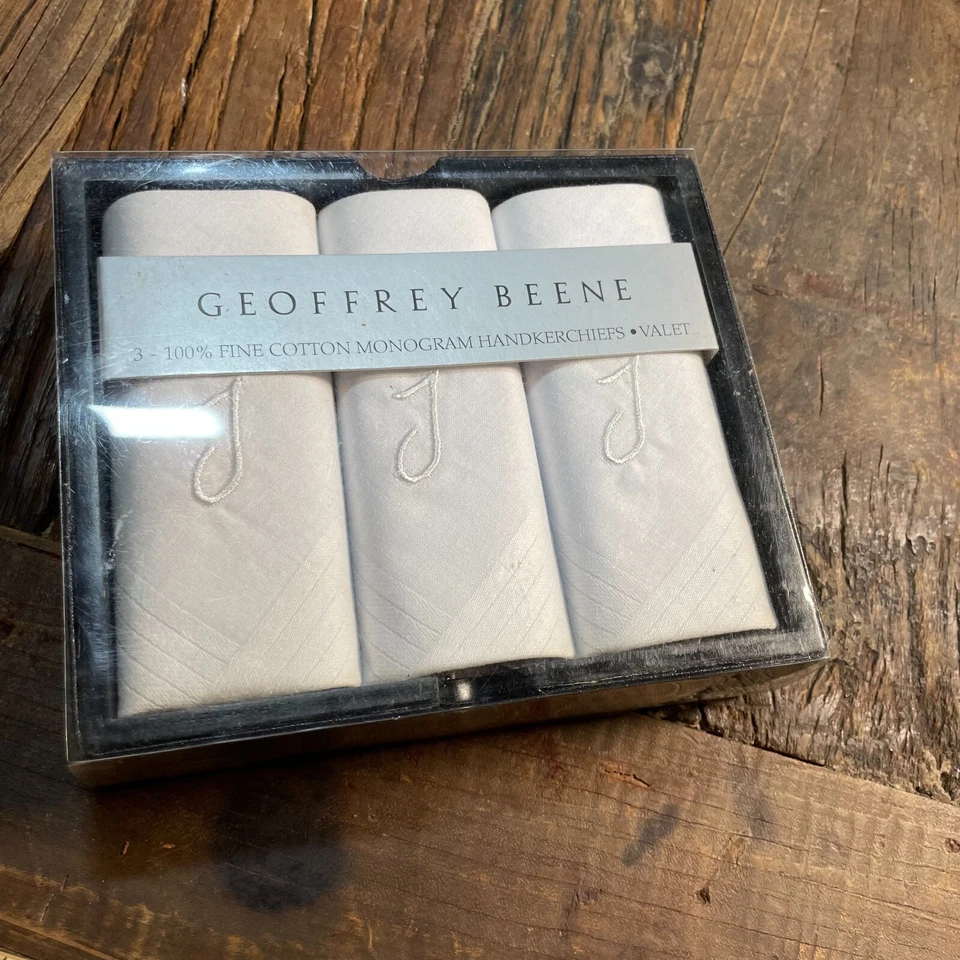 GEOFFREY BEENE
3 - 100% FINE COTTON MONOGRAM HANDKERCHIEFS • VALET
J J J